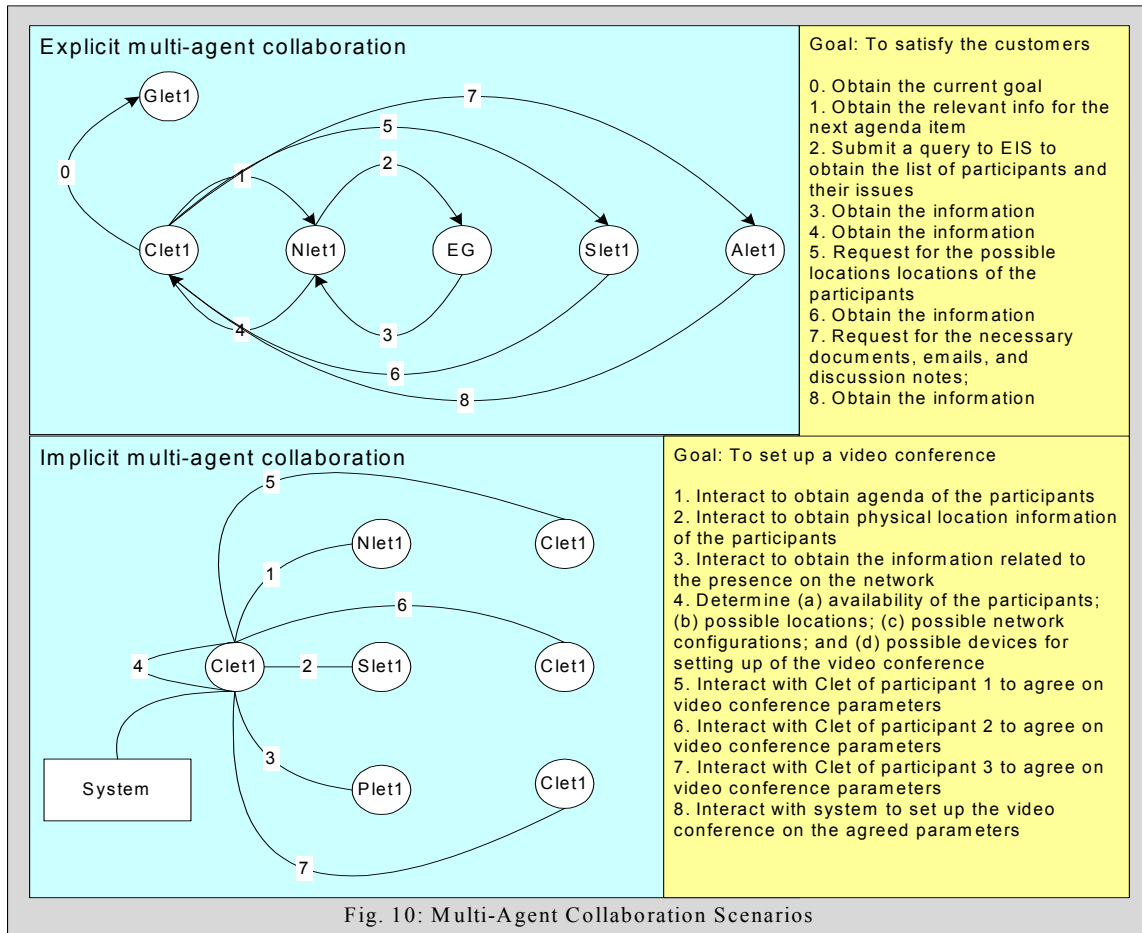 Explicit multi-agent collaboration
Glet1
7
5
0
1
2
Clet1
Nlet1
EG
Slet1
Alet1
4
3
6
8
Goal: To satisfy the customers
0. Obtain the current goal
1. Obtain the relevant info for the
next agenda item
2. Submit a query to EIS to
obtain the list of participants and
their issues
3. Obtain the information
4. Obtain the information
5. Request for the possible
locations locations of the
participants
6. Obtain the information
7. Request for the necessary
documents, emails, and
discussion notes;
8. Obtain the information
Implicit multi-agent collaboration
5
Nlet1
Clet1
1
6
4
Clet1
2
Slet1
Clet1
3
System
Plet1
Clet1
7
Goal: To set up a video conference
1. Interact to obtain agenda of the participants
2. Interact to obtain physical location information
of the participants
3. Interact to obtain the information related to
the presence on the network
4. Determine (a) availability of the participants;
(b) possible locations; (c) possible network
configurations; and (d) possible devices for
setting up of the video conference
5. Interact with Clet of participant 1 to agree on
video conference parameters
6. Interact with Clet of participant 2 to agree on
video conference parameters
7. Interact with Clet of participant 3 to agree on
video conference parameters
8. Interact with system to set up the video
conference on the agreed parameters
Fig. 10: Multi-Agent Collaboration Scenarios